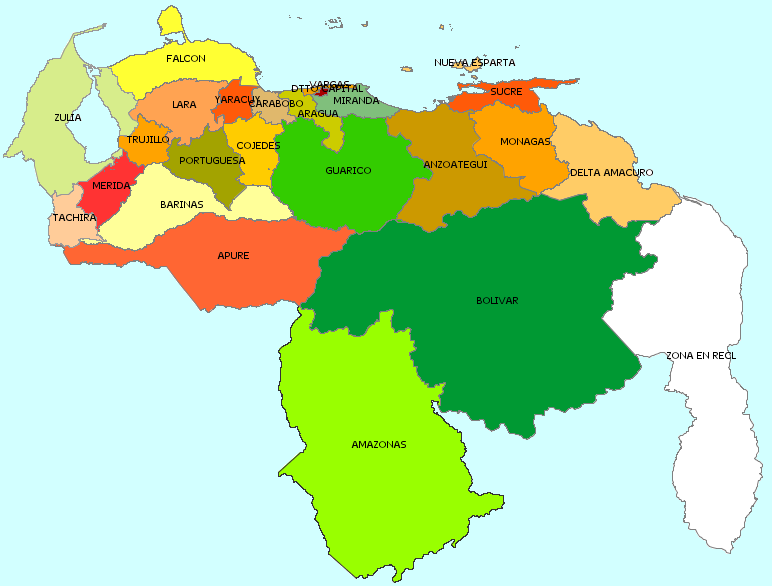 FALCON
NUEVA ESPARTA
VARGAS
DTTO CAPITAL
SUCRE
LARA
YARACUY
CARABOBO
MIRANDA
ARAGUA
ZULIA
TRUJILLO
COJEDES
MONAGAS
PORTUGUESA
ANZOATEGUI
GUARICO
DELTA AMACURO
MERIDA
BARINAS
TACHIRA
APURE
BOLIVAR
ZONA EN RECL
AMAZONAS